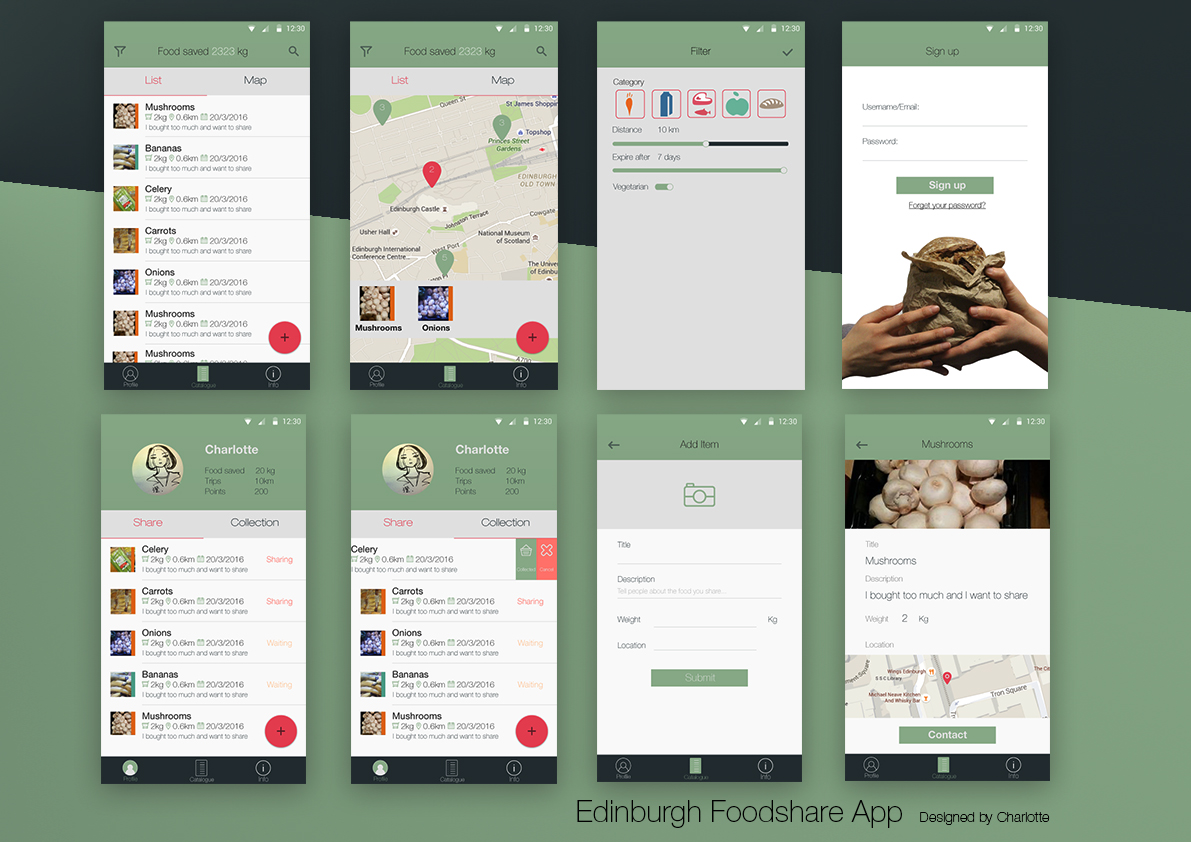 12:30
Food saved 2323 kg
List Map
Mushrooms
2kg 0.6km 20/3/2016
I bought too much and want to share
Bananas
2kg 0.6km 20/3/2016
I bought too much and want to share
Celery
2kg 0.6km 20/3/2016
I bought too much and want to share
Carrots
2kg 0.6km 20/3/2016
I bought too much and want to share
Onions
2kg 0.6km 20/3/2016
I bought too much and want to share
Mushrooms
2kg 0.6km 20/3/2016
I bought too much and want to share
Mushrooms
2kg 0.6km 20/3/2016
Profile Catalogue Info
12:30
Food saved 2323 kg
List Map
Queen St
St James Shoppin
3
3
Topshop
Princes Street
Gardens
2
EDINBURGH
OLD TOWN
Edinburgh Castle
Johnston Terrace
Cowgate
Usher Hall
National Museum
of Scotland
Edinburgh International
Conference Centre...
West Port
5
The Univ
of Edinbu
Mushrooms Onions
4700
Profile Catalogue Info
12:30
Filter
Category
Distance 10 km
Expire after 7 days
Vegetarian
12:30
Sign up
Username/Email:
Password:
Sign up
Forget your password?
12:30
Charlotte
Food saved 20 kg
Trips 10km
Points 200
Share Collection
Celery
2kg 0.6km 20/3/2016 Sharing
I bought too much and want to share
Carrots
2kg 0.6km 20/3/2016 Sharing
I bought too much and want to share
Onions
2kg 0.6km 20/3/2016 Waiting
I bought too much and want to share
Bananas
2kg 0.6km 20/3/2016 Waiting
I bought too much and want to share
Mushrooms
2kg 0.6km 20/3/2016
I bought too much and want to share
Profile Catalogue Info
12:30
Charlotte
Food saved 20 kg
Trips 10km
Points 200
Share Collection
Celery
2kg 0.6km 20/3/2016
I bought too much and want to share
Collected Cancel
Carrots
2kg 0.6km 20/3/2016 Sharing
I bought too much and want to share
Onions
2kg 0.6km 20/3/2016 Waiting
I bought too much and want to share
Bananas
2kg 0.6km 20/3/2016 Waiting
I bought too much and want to share
Mushrooms
2kg 0.6km 20/3/2016
I bought too much and want to share
Profile Catalogue Info
12:30
Add Item
Title
Description
Tell people about the food you share...
Weight Kg
Location
Submit
Profile Catalogue Info
12:30
Mushrooms
Title
Mushrooms
Description
I bought too much and I want to share
Weight 2 Kg
Location
ement Square
Wings Edinburgh
The Cit
S S C Library
Michael Neave Kitchen
And Whisky Bar
Tron Square
Contact
Profile Catalogue Info
Edinburgh Foodshare App Designed by Charlotte